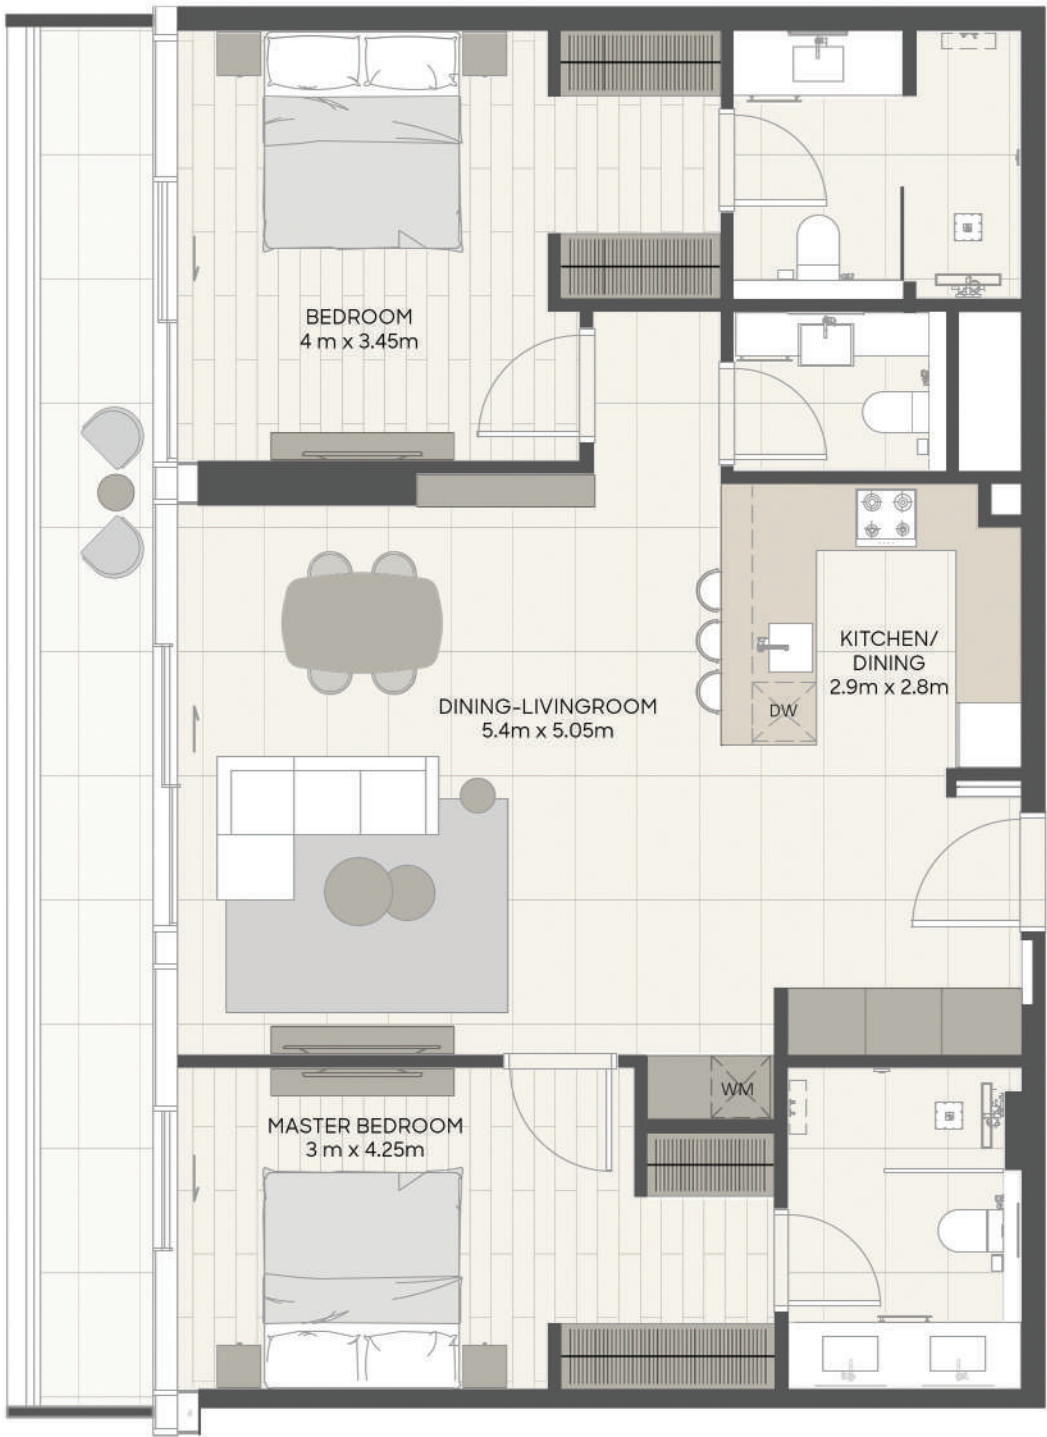 BEDROOM
4 m x 3.45m
KITCHEN/
DINING
2.9m x 2.8m
DINING-LIVINGROOM
5.4m x 5.05m
DW
WM
MASTER BEDROOM
3 m x 4.25m